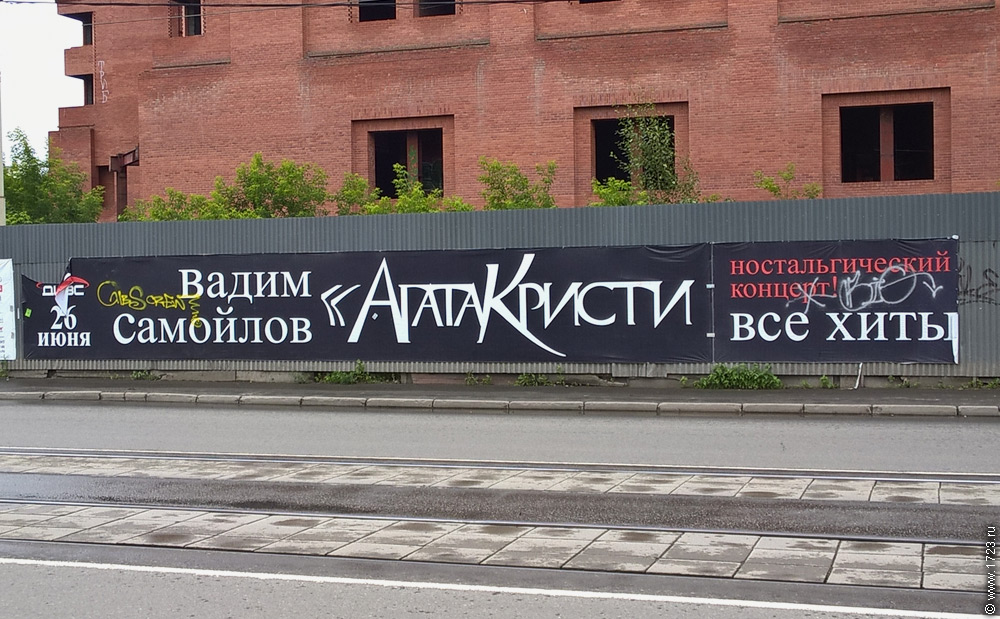 26
июня
Вадим
самойлов
«АгатаКристи
ностальгический
концерт!
все хиты
© www.1723.ru